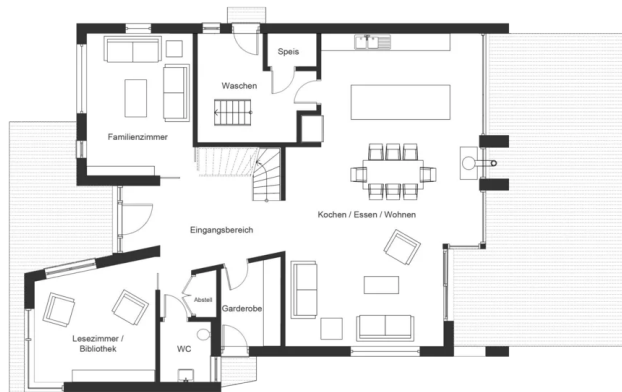 Speis
Waschen
Familienzimmer
Kochen / Essen / Wohnen
Eingangsbereich
Abstell.
Garderobe
Lesezimmer /
Bibliothek
WC